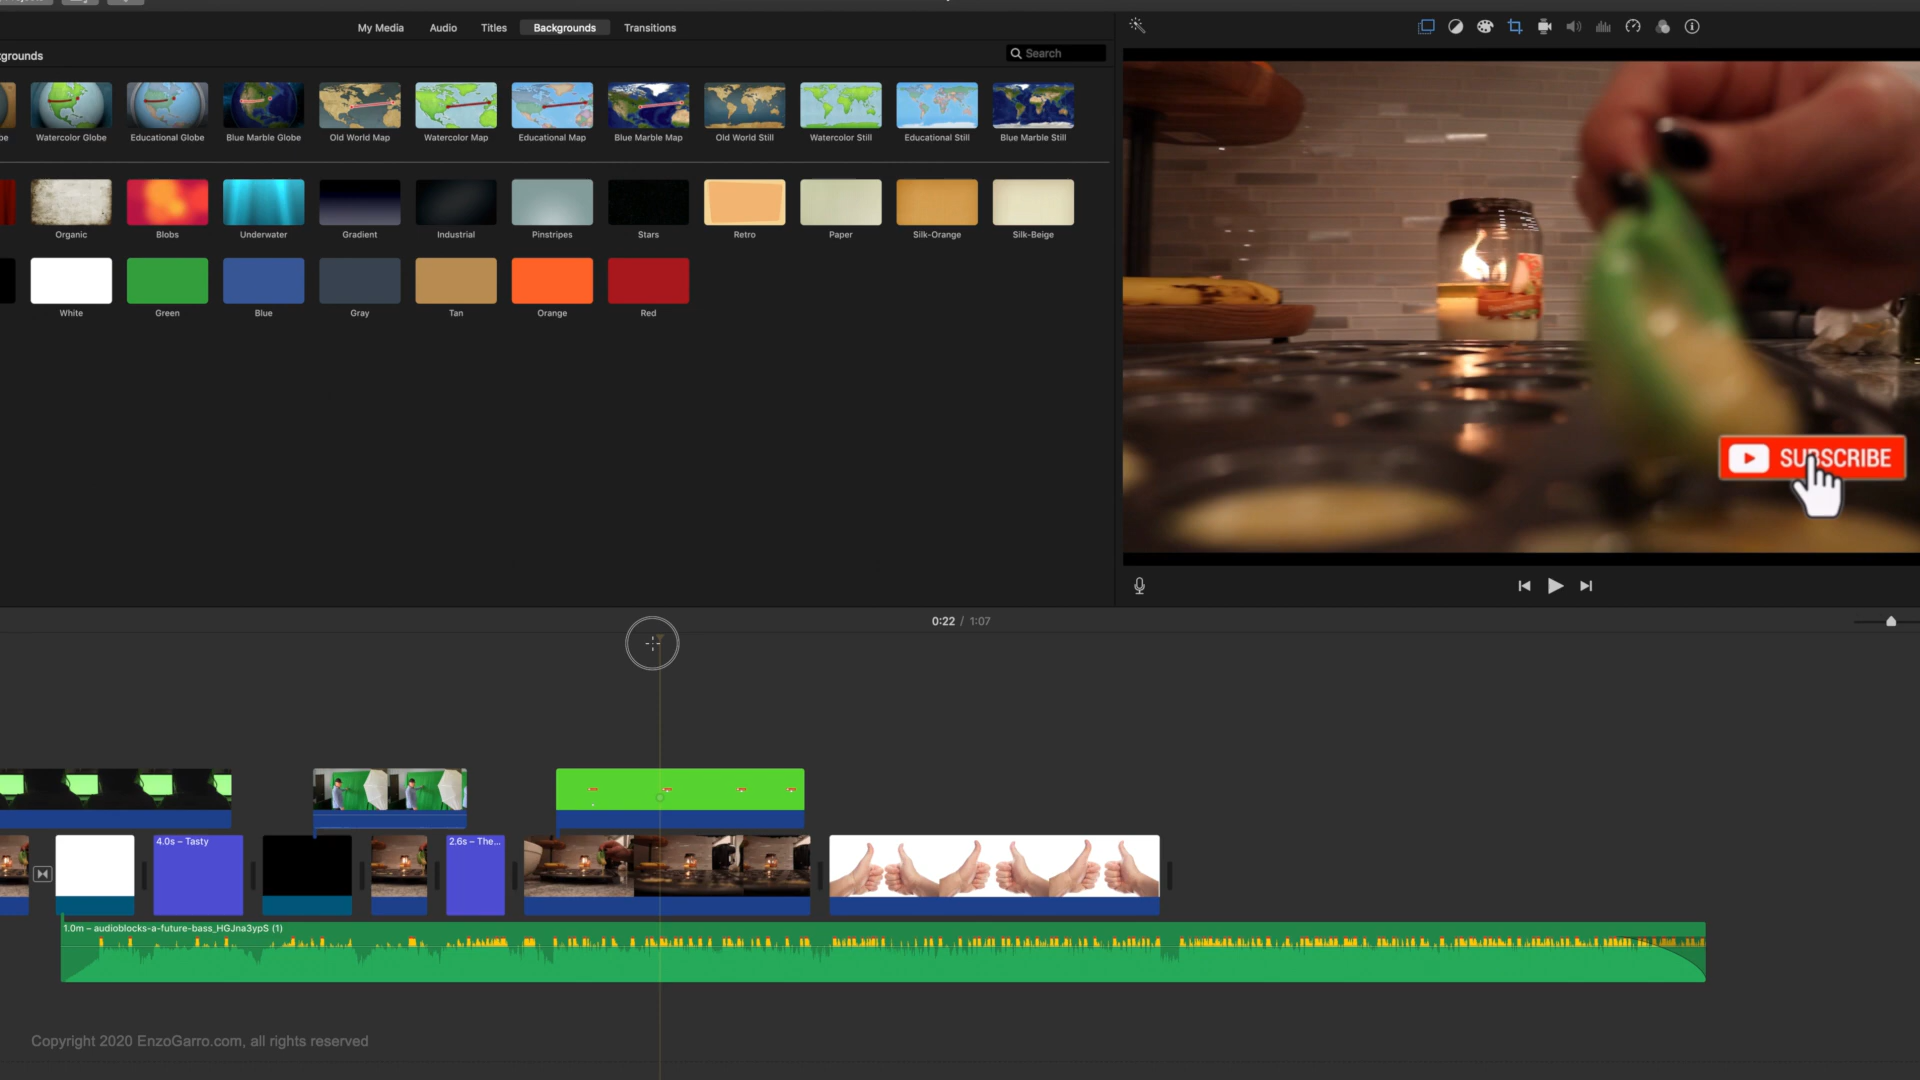 My Media Audio Titles Backgrounds Transitions
grounds
Search
be Watercolor Globe Educational Globe Blue Marble Globe Old World Map Watercolor Map Educational Map Blue Marble Map Old World Still Watercolor Still Educational Still Blue Marble Still
Organic Blobs Underwater Gradient Industrial Pinstripes Stars Retro Paper Silk-Orange Silk-Beige
White Green Blue Gray Tan Orange Red
SUBSCRIBE
0:22 / 1:07
4.0s – Tasty
2.6s – The...
1.0m – audioblocks-a-future-bass_HGJna3ypS (1)
Copyright 2020 EnzoGarro.com, all rights reserved